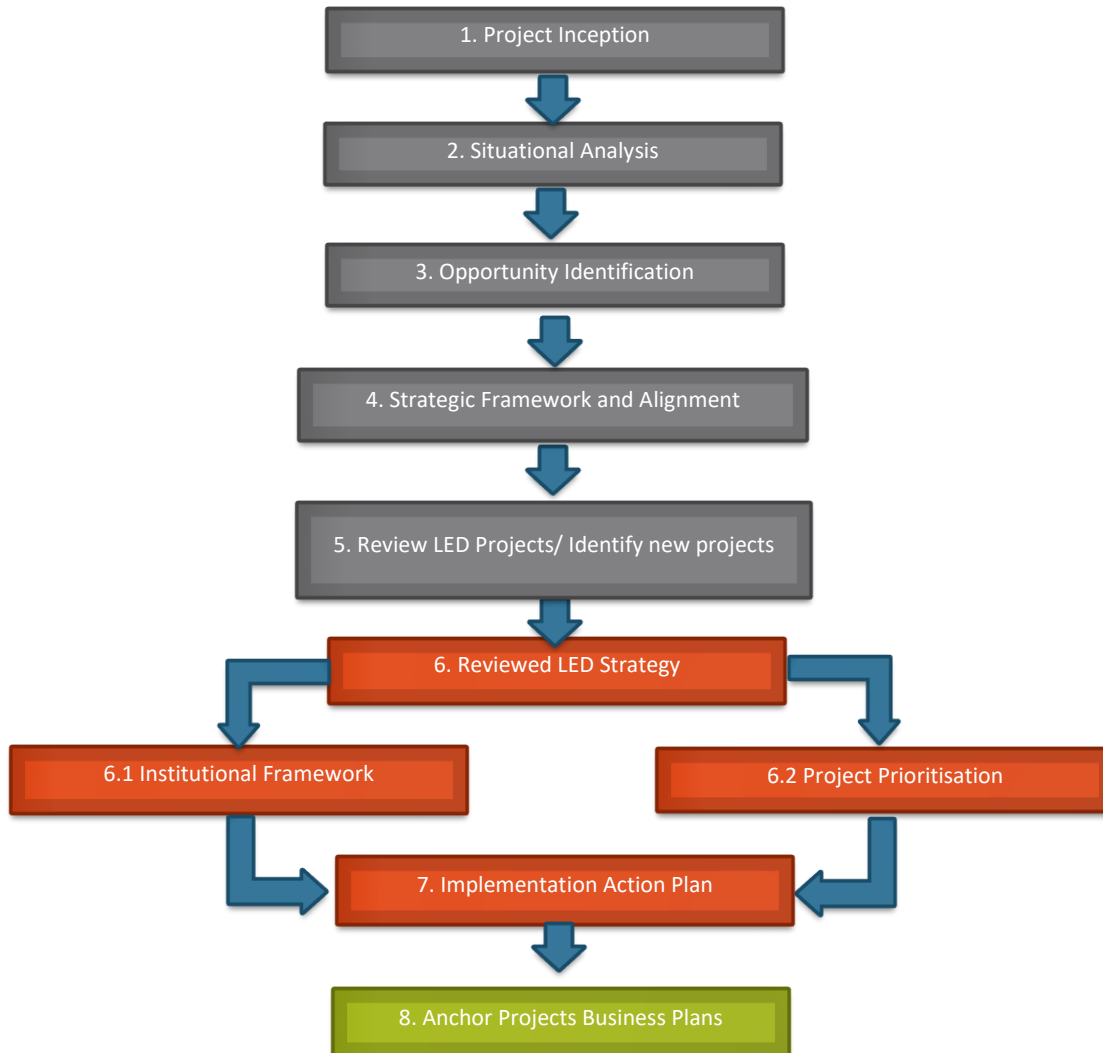 1. Project Inception
2. Situational Analysis
3. Opportunity Identification
4. Strategic Framework and Alignment
5. Review LED Projects/ Identify new projects
6. Reviewed LED Strategy
6.1 Institutional Framework
6.2 Project Prioritisation
7. Implementation Action Plan
8. Anchor Projects Business Plans